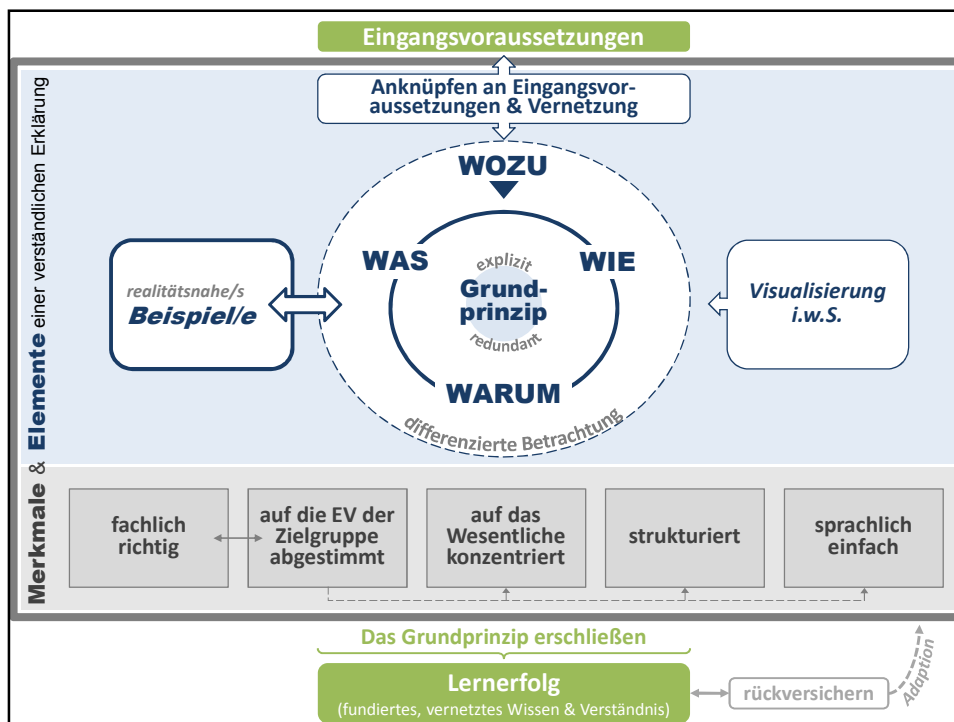 Eingangsvoraussetzungen
Anknüpfen an Eingangsvor-
aussetzungen & Vernetzung
Merkmale & Elemente einer verständlichen Erklärung
WOZU
WAS
WIE
explizit
Grund-
prinzip
redundant
WARUM
differenzierte Betrachtung
realitätsnahe/s
Beispiel/e
Visualisierung
i.w.S.
fachlich
richtig
auf die EV der
Zielgruppe
abgestimmt
auf das
Wesentliche
konzentriert
strukturiert
sprachlich
einfach
Das Grundprinzip erschließen
Lernerfolg
(fundiertes, vernetztes Wissen & Verständnis)
rückversichern
Adaption